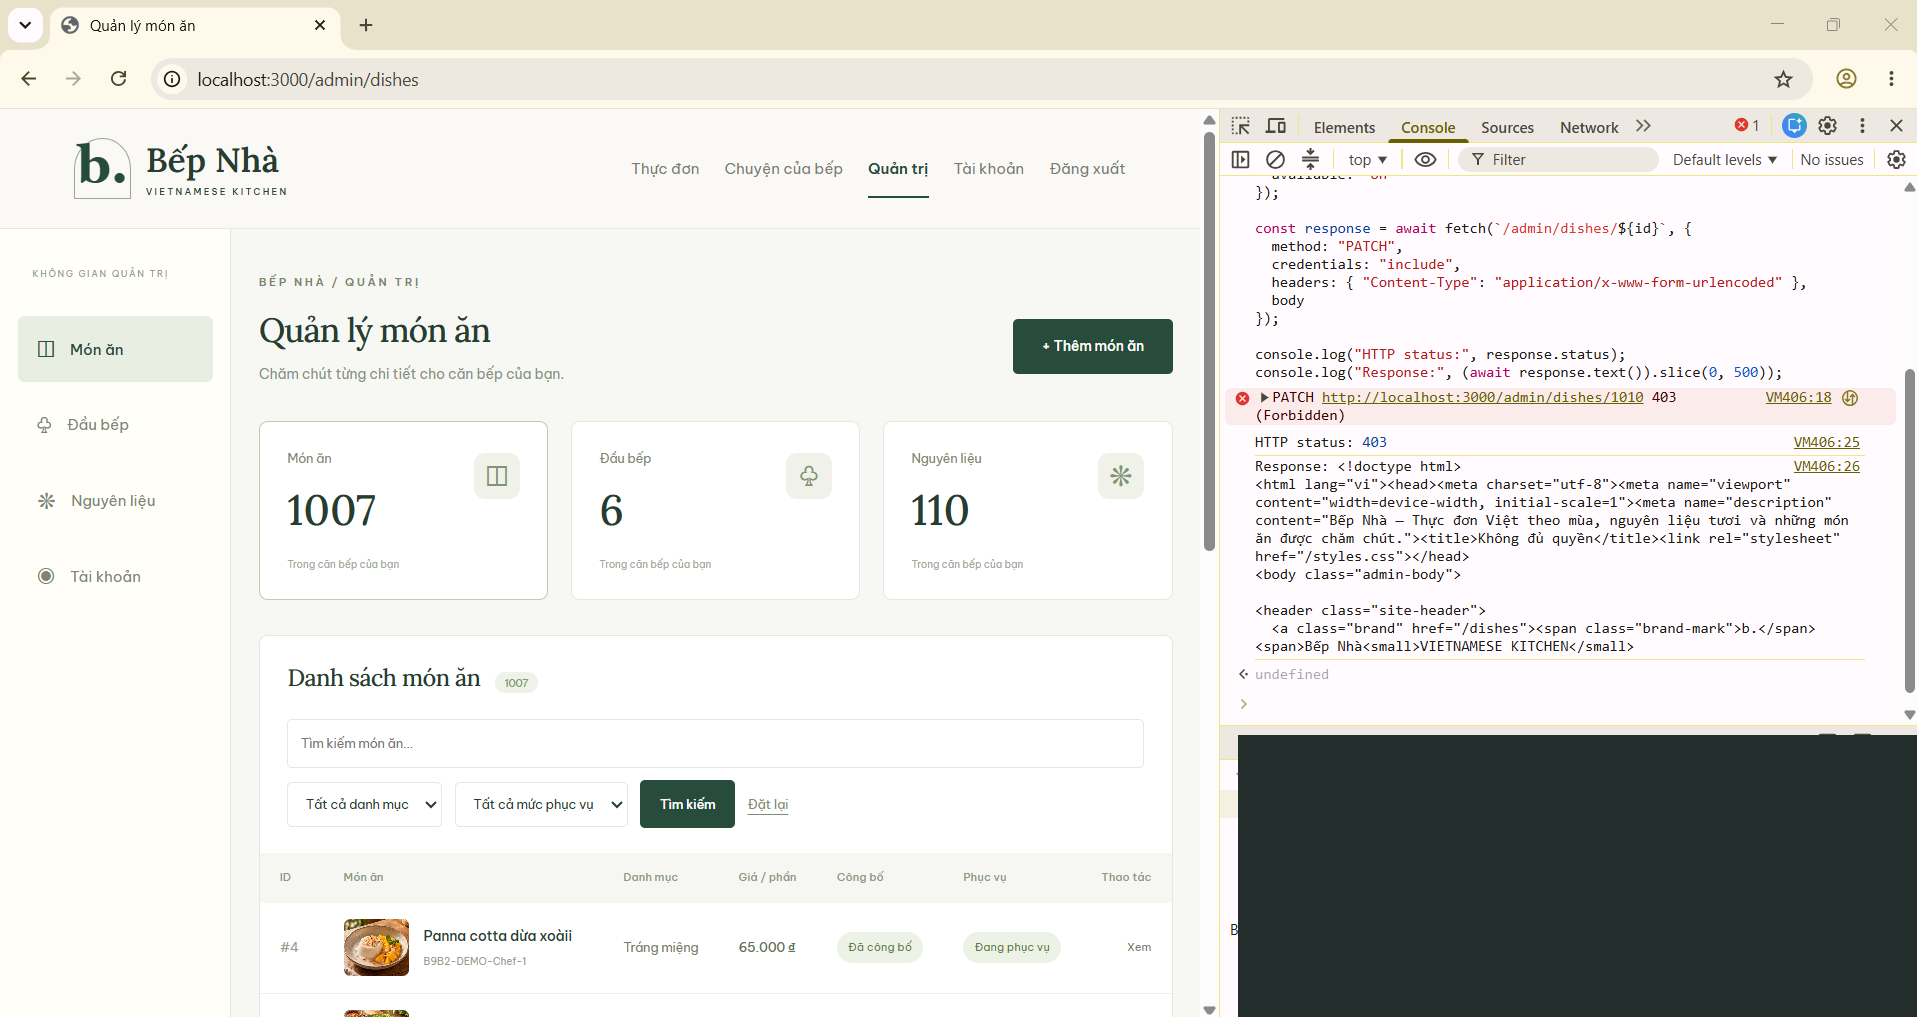 Quản lý món ăn
localhost:3000/admin/dishes
b. Bếp Nhà
VIETNAMESE KITCHEN
Thực đơn Chuyện của bếp Quản trị Tài khoản Đăng xuất
KHÔNG GIAN QUẢN TRỊ
Món ăn
Đầu bếp
Nguyên liệu
Tài khoản
BẾP NHÀ / QUẢN TRỊ
Quản lý món ăn
Chăm chút từng chi tiết cho căn bếp của bạn.
+ Thêm món ăn
Món ăn
1007
Trong căn bếp của bạn
Đầu bếp
6
Trong căn bếp của bạn
Nguyên liệu
110
Trong căn bếp của bạn
Danh sách món ăn 1007
Tìm kiếm món ăn...
Tất cả danh mục Tất cả mức phục vụ Tìm kiếm Đặt lại
ID Món ăn Danh mục Giá / phần Công bố Phục vụ Thao tác
#4 Panna cotta dừa xoàii Tráng miệng 65.000 ₫ Đã công bố Đang phục vụ Xem
B9B2-DEMO-Chef-1
Elements Console Sources Network 1
top Filter Default levels No issues
available: "on"
});
const response = await fetch(`/admin/dishes/${id}`, {
method: "PATCH",
credentials: "include",
headers: { "Content-Type": "application/x-www-form-urlencoded" },
body
});
console.log("HTTP status:", response.status);
console.log("Response:", (await response.text()).slice(0, 500));
PATCH http://localhost:3000/admin/dishes/1010 403 VM406:18
(Forbidden)
HTTP status: 403 VM406:25
Response: <!doctype html> VM406:26
<html lang="vi"><head><meta charset="utf-8"><meta name="viewport"
content="width=device-width, initial-scale=1"><meta name="description"
content="Bếp Nhà — Thực đơn Việt theo mùa, nguyên liệu tươi và những món
ăn được chăm chút."><title>Không đủ quyền</title><link rel="stylesheet"
href="/styles.css"></head>
<body class="admin-body">
<header class="site-header">
<a class="brand" href="/dishes"><span class="brand-mark">b.</span>
<span>Bếp Nhà<small>VIETNAMESE KITCHEN</small>
undefined
B